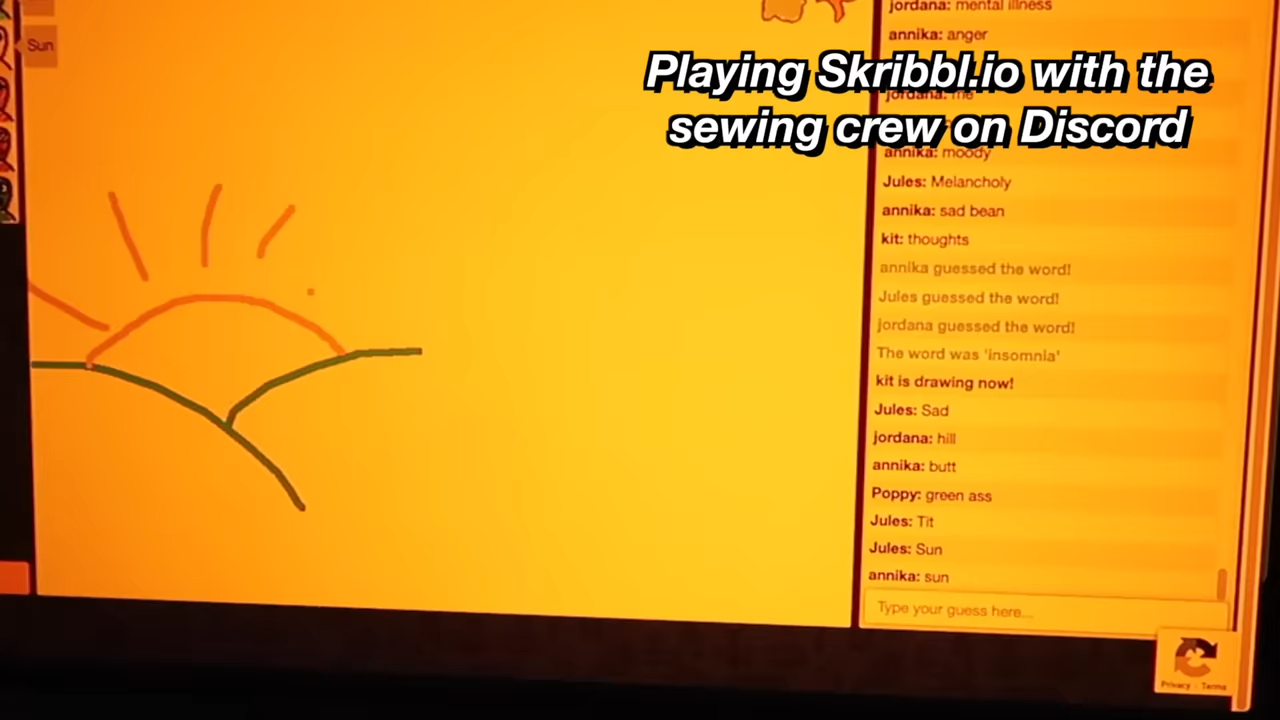 Sun
jordana: mental illness
annika: anger
Playing Skribbl.io with the
sewing crew on Discord
jordana: me
annika: moody
Jules: Melancholy
annika: sad bean
kit: thoughts
annika guessed the word!
Jules guessed the word!
jordana guessed the word!
The word was 'insomnia'
kit is drawing now!
Jules: Sad
jordana: hill
annika: butt
Poppy: green ass
Jules: Tit
Jules: Sun
annika: sun
Type your guess here...
Privacy - Terms